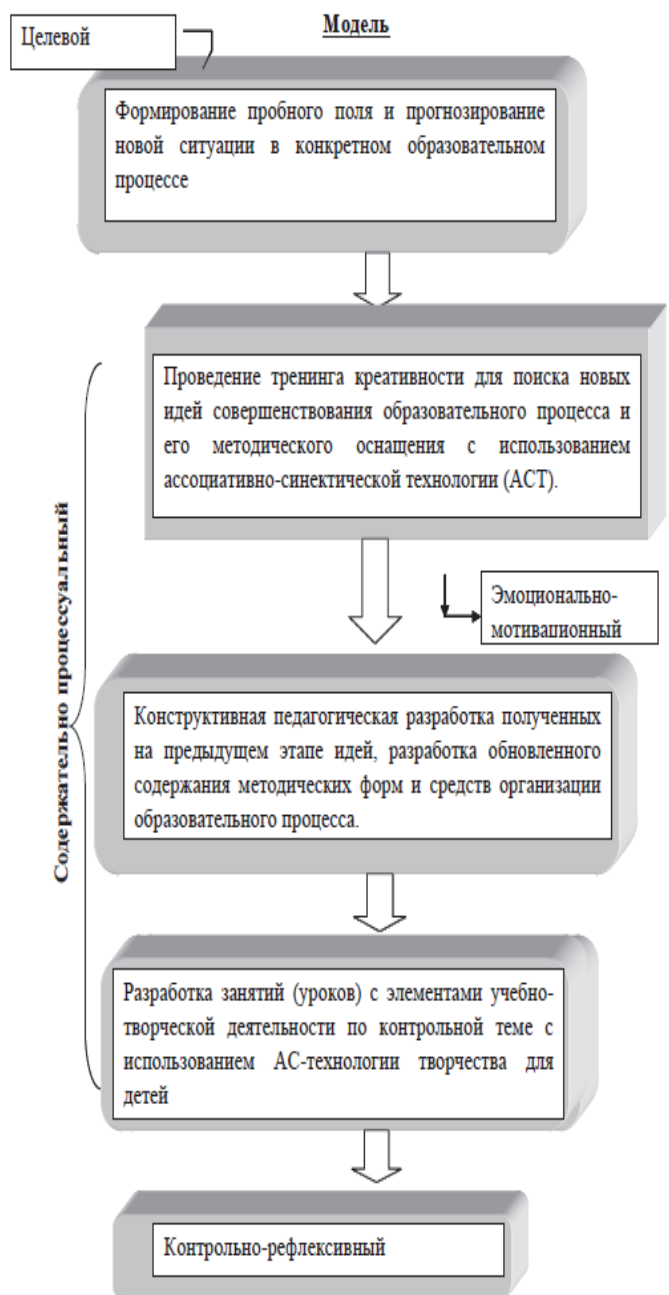 Модель
Целевой
Формирование пробного поля и прогнозирование
новой ситуации в конкретном образовательном
процессе
Проведение тренинга креативности для поиска новых
идей совершенствования образовательного процесса и
его методического оснащения с использованием
ассоциативно-синектической технологии (АСТ).
Эмоционально-
мотивационный
Содержательно процессуальный
Конструктивная педагогическая разработка полученных
на предыдущем этапе идей, разработка обновленного
содержания методических форм и средств организации
образовательного процесса.
Разработка занятий (уроков) с элементами учебно-
творческой деятельности по контрольной теме с
использованием АС-технологии творчества для
детей
Контрольно-рефлексивный